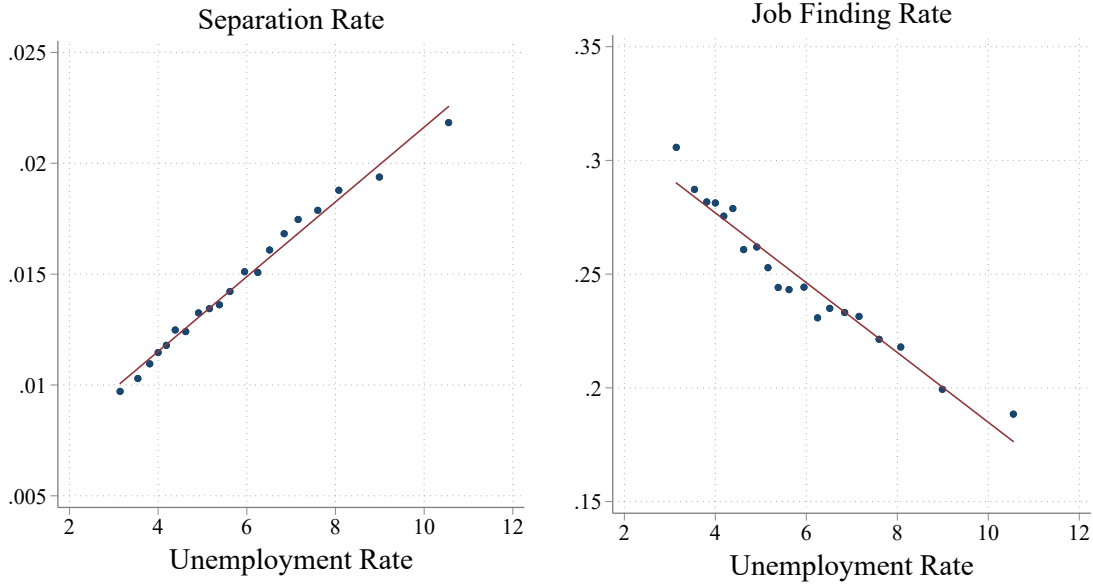 Separation Rate
.025
.02
.015
.01
.005
2 4 6 8 10 12
Unemployment Rate
Job Finding Rate
.35
.3
.25
.2
.15
2 4 6 8 10 12
Unemployment Rate